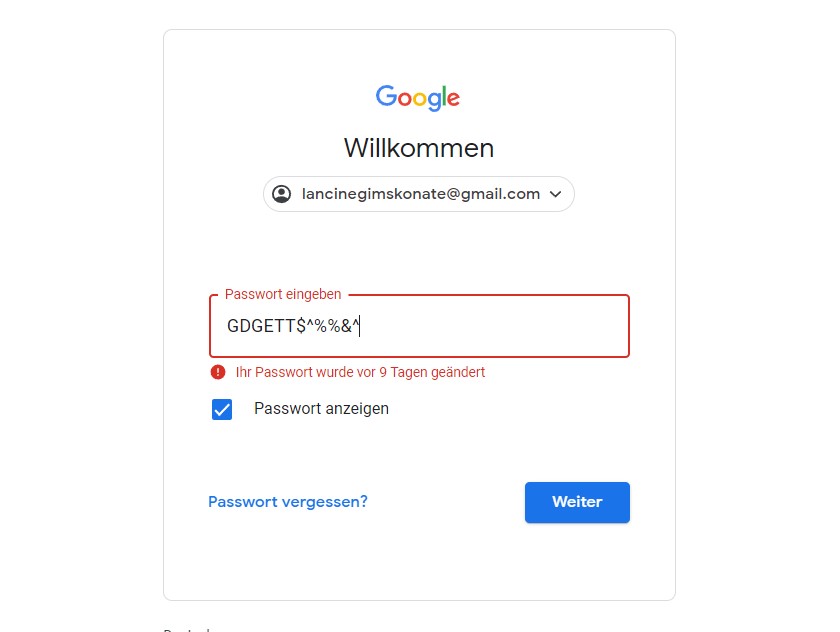 Google
Willkommen
lancinegimskonate@gmail.com
Passwort eingeben
GDGETT$^%%&^
Ihr Passwort wurde vor 9 Tagen geändert
Passwort anzeigen
Passwort vergessen?
Weiter